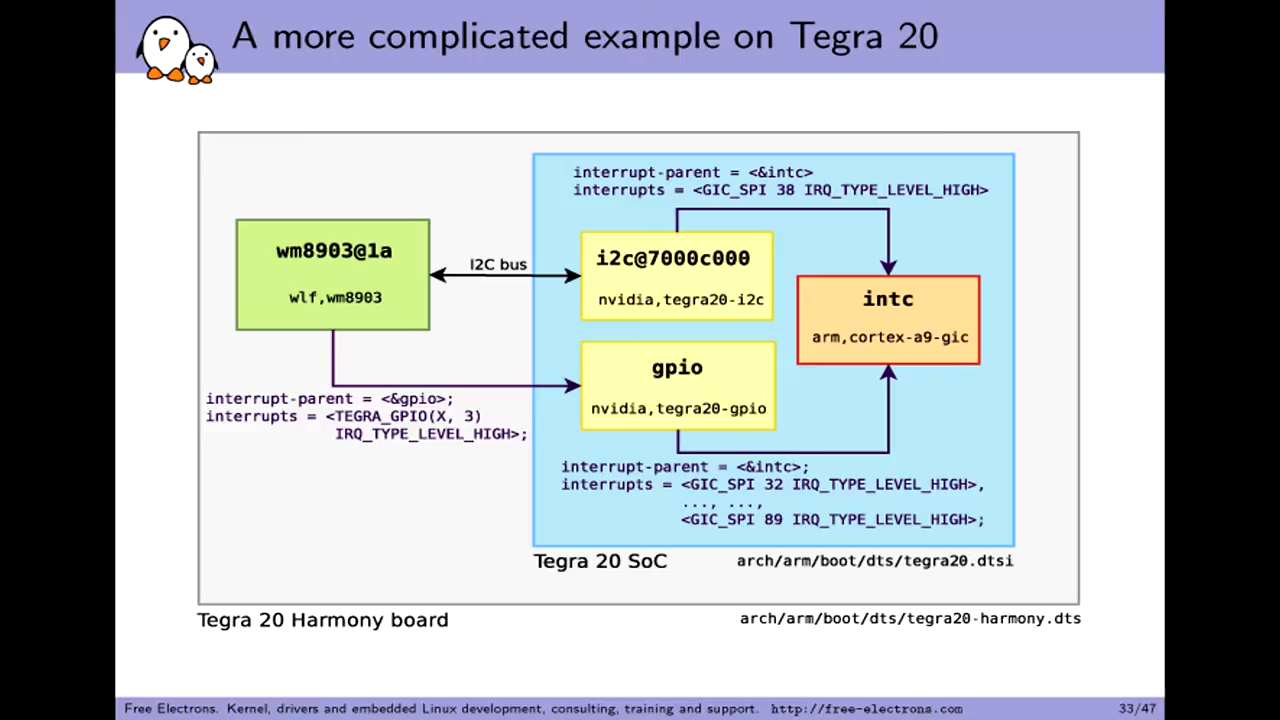 A more complicated example on Tegra 20
interrupt-parent = <&intc>
interrupts = <GIC_SPI 38 IRQ_TYPE_LEVEL_HIGH>
wm8903@1a
wlf,wm8903
I2C bus
i2c@7000c000
nvidia,tegra20-i2c
intc
arm,cortex-a9-gic
gpio
nvidia,tegra20-gpio
interrupt-parent = <&gpio>;
interrupts = <TEGRA_GPIO(X, 3)
IRQ_TYPE_LEVEL_HIGH>;
interrupt-parent = <&intc>;
interrupts = <GIC_SPI 32 IRQ_TYPE_LEVEL_HIGH>,
..., ...,
<GIC_SPI 89 IRQ_TYPE_LEVEL_HIGH>;
Tegra 20 SoC
arch/arm/boot/dts/tegra20.dtsi
Tegra 20 Harmony board
arch/arm/boot/dts/tegra20-harmony.dts
Free Electrons. Kernel, drivers and embedded Linux development, consulting, training and support. http://free-electrons.com
33/47